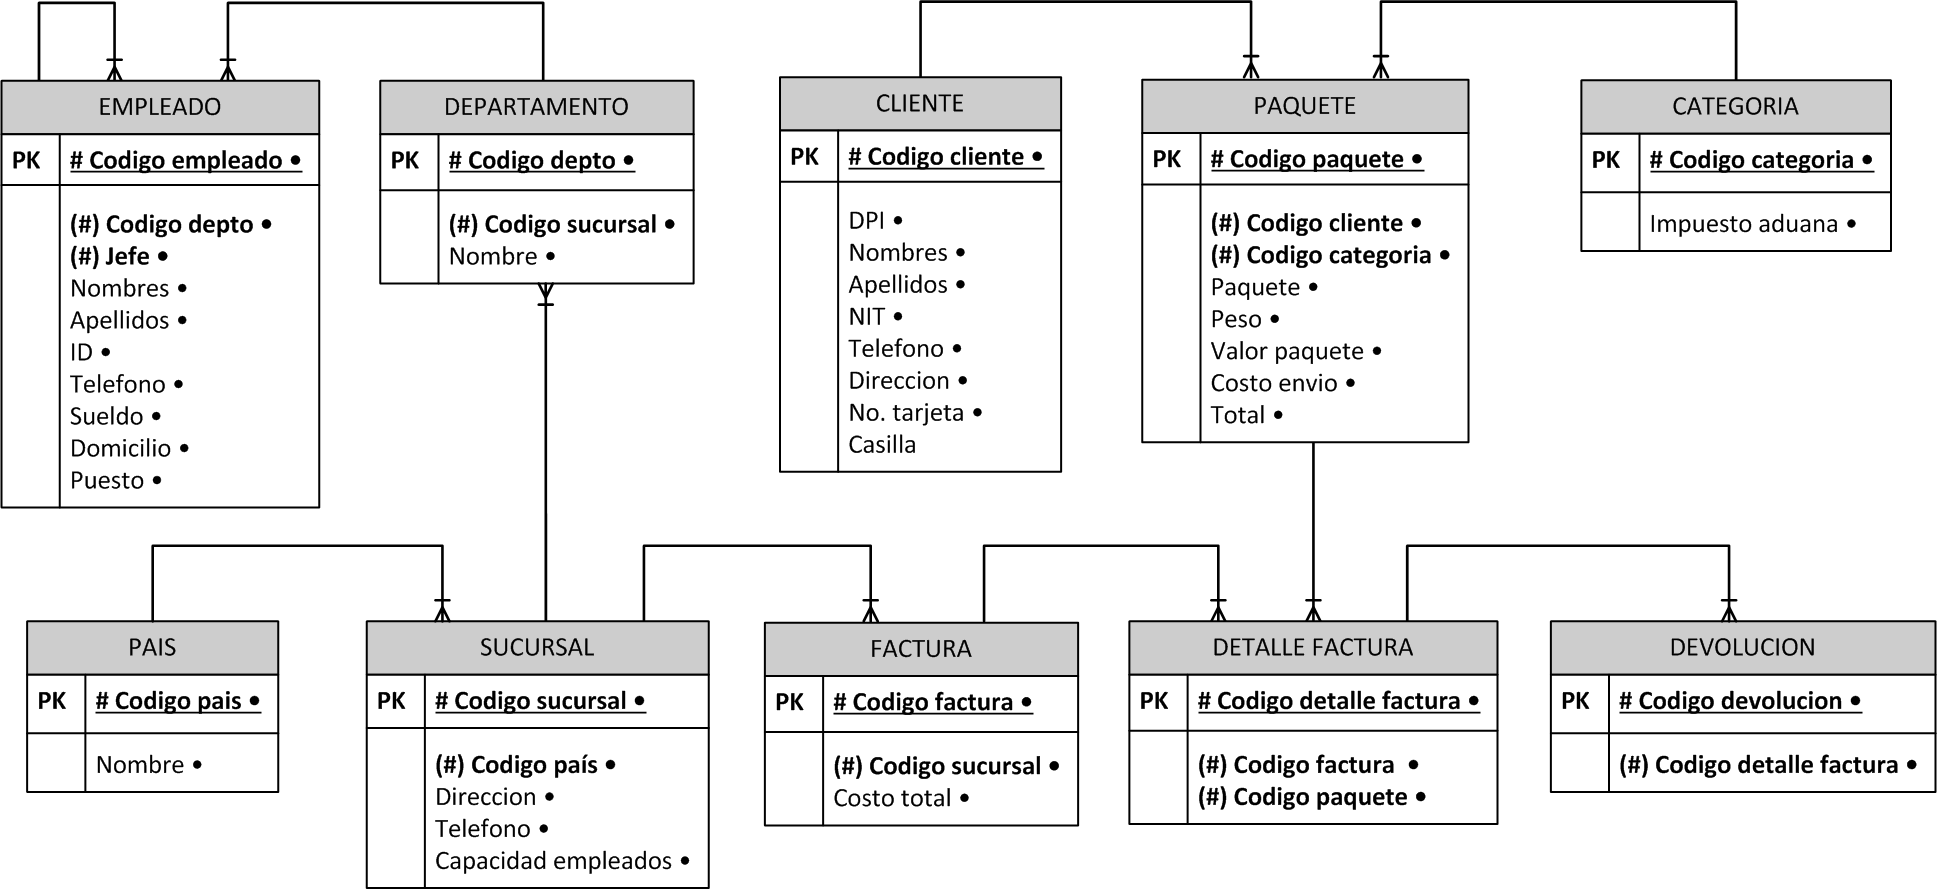 EMPLEADO
PK # Codigo empleado •
(#) Codigo depto •
(#) Jefe •
Nombres •
Apellidos •
ID •
Telefono •
Sueldo •
Domicilio •
Puesto •
DEPARTAMENTO
PK # Codigo depto •
(#) Codigo sucursal •
Nombre •
CLIENTE
PK # Codigo cliente •
DPI •
Nombres •
Apellidos •
NIT •
Telefono •
Direccion •
No. tarjeta •
Casilla
PAQUETE
PK # Codigo paquete •
(#) Codigo cliente •
(#) Codigo categoria •
Paquete •
Peso •
Valor paquete •
Costo envio •
Total •
CATEGORIA
PK # Codigo categoria •
Impuesto aduana •
PAIS
PK # Codigo pais •
Nombre •
SUCURSAL
PK # Codigo sucursal •
(#) Codigo país •
Direccion •
Telefono •
Capacidad empleados •
FACTURA
PK # Codigo factura •
(#) Codigo sucursal •
Costo total •
DETALLE FACTURA
PK # Codigo detalle factura •
(#) Codigo factura •
(#) Codigo paquete •
DEVOLUCION
PK # Codigo devolucion •
(#) Codigo detalle factura •